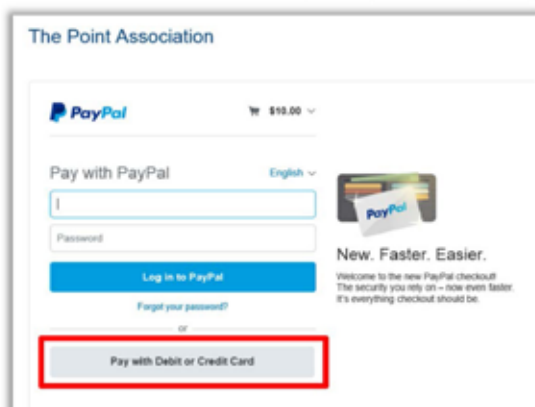 The Point Association
PayPal
$10.00
Pay with PayPal
English
Password
Log in to PayPal
Forgot your password?
or
Pay with Debit or Credit Card
PayPal
New. Faster. Easier.
Welcome to the new PayPal checkout!
The security you rely on – now even faster.
It's everything checkout should be.